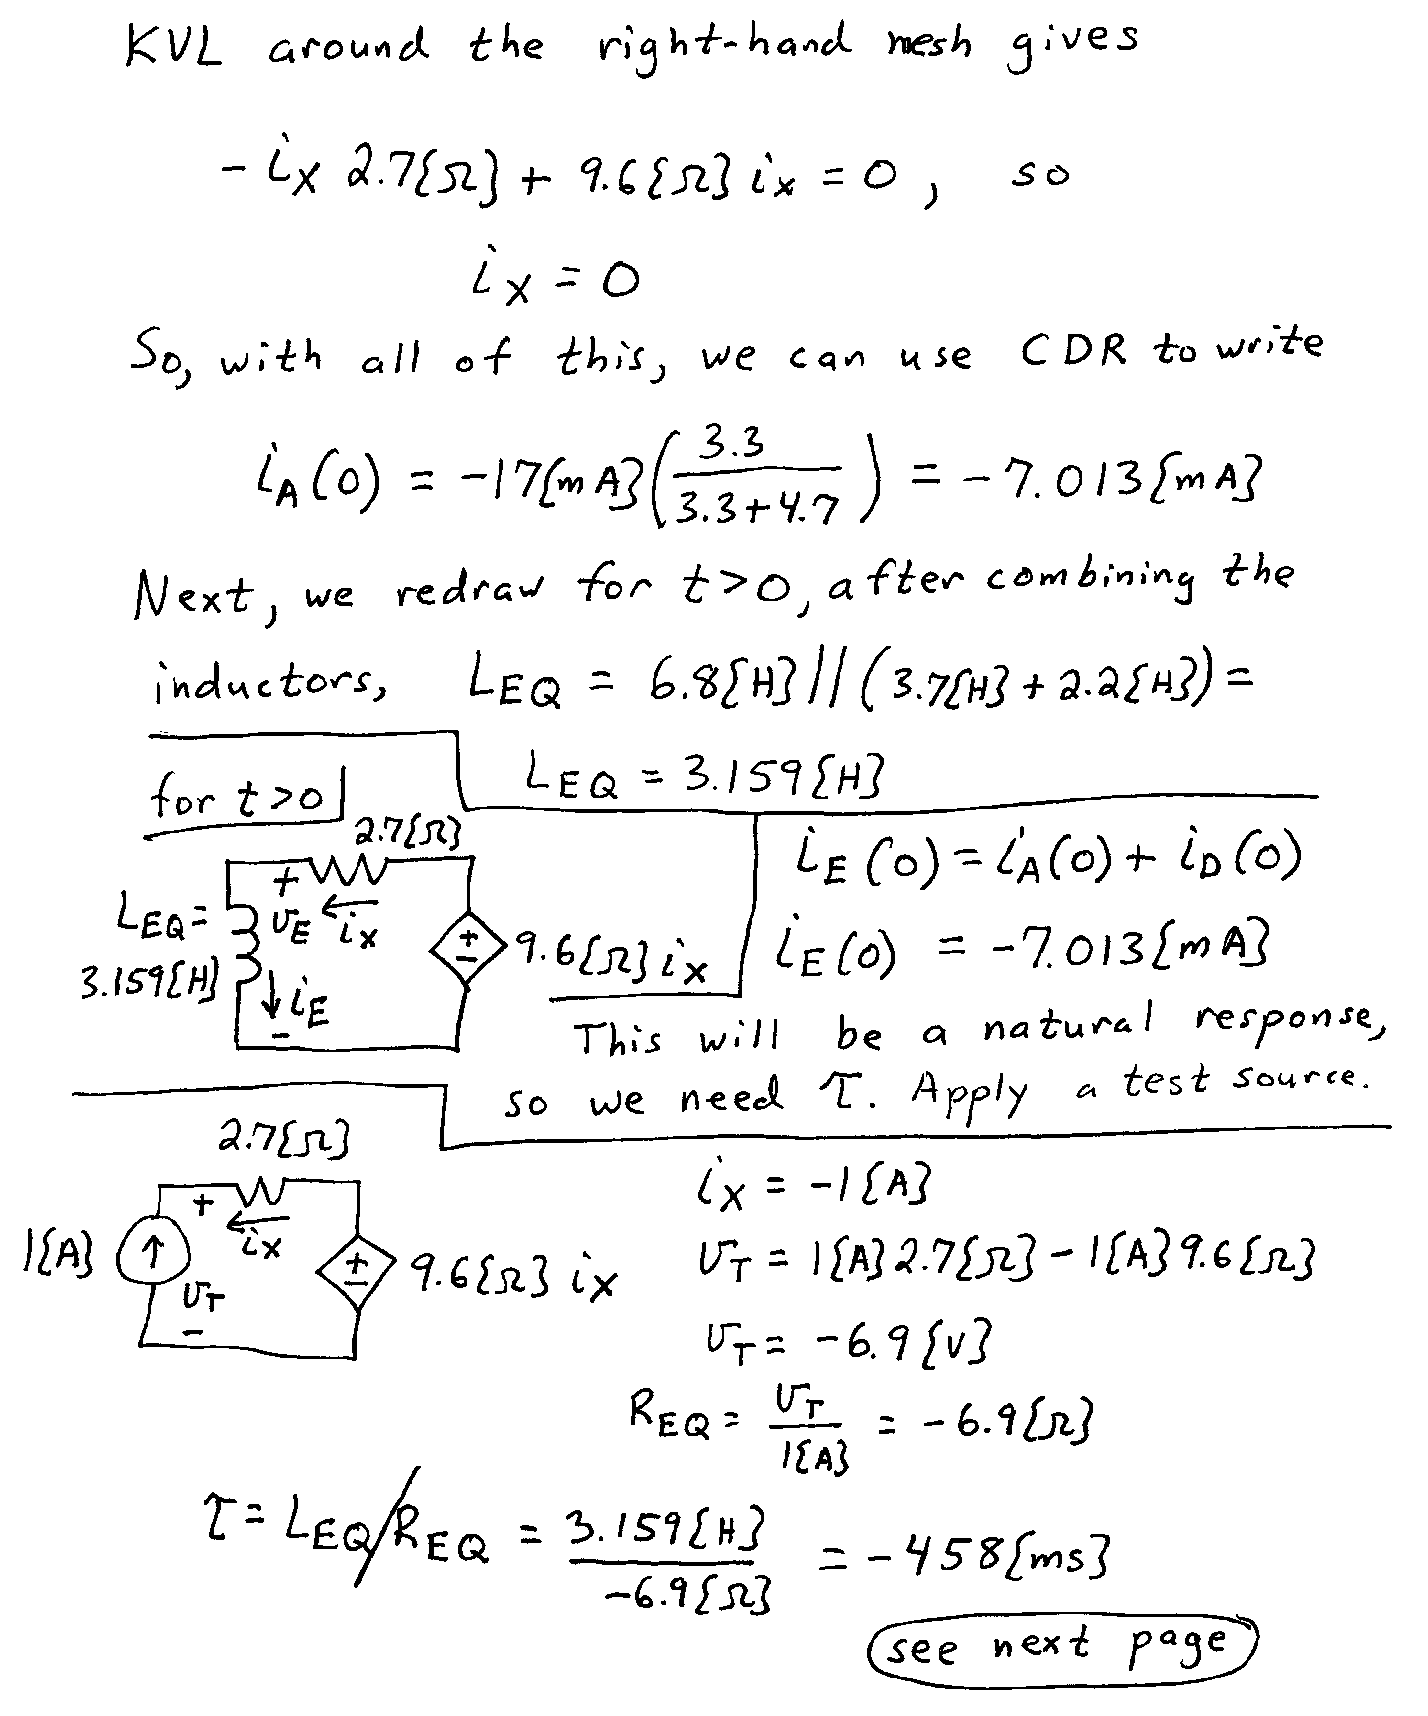 KVL around the right-hand mesh gives
- iX 2.7{Ω} + 9.6{Ω} iX = 0, so
iX = 0
So, with all of this, we can use CDR to write
iA(0) = -17{mA}(3.3/(3.3+4.7)) = -7.013{mA}
Next, we redraw for t>0, after combining the
inductors, LEQ = 6.8{H} || (3.7{H} + 2.2{H}) =
LEQ = 3.159{H}
for t>0
2.7{Ω}
+
vE
iX
LEQ =
3.159{H}
iE
-
+
-
9.6{Ω} iX
iE(0) = iA(0) + iD(0)
iE(0) = -7.013{mA}
This will be a natural response,
so we need τ. Apply a test source.
2.7{Ω}
+
iX
1{A}
vT
-
+
-
9.6{Ω} iX
iX = -1{A}
vT = 1{A} 2.7{Ω} - 1{A} 9.6{Ω}
vT = -6.9{V}
REQ = vT/1{A} = -6.9{Ω}
τ = LEQ/REQ = 3.159{H}/-6.9{Ω} = -458{ms}
see next page